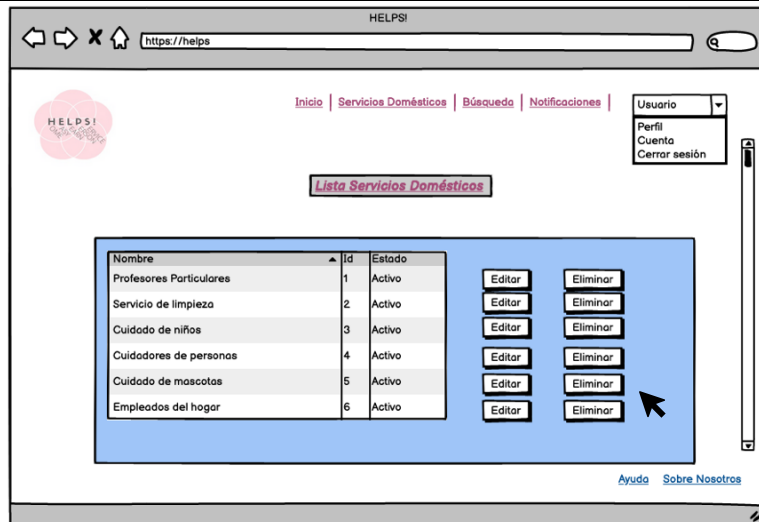 HELPS!
https://helps
HELPS!
Inicio | Servicios Domésticos | Búsqueda | Notificaciones |
Usuario
Perfil
Cuenta
Cerrar sesión
Lista Servicios Domésticos
Nombre Id Estado
Profesores Particulares 1 Activo Editar Eliminar
Servicio de limpieza 2 Activo Editar Eliminar
Cuidado de niños 3 Activo Editar Eliminar
Cuidadores de personas 4 Activo Editar Eliminar
Cuidado de mascotas 5 Activo Editar Eliminar
Empleados del hogar 6 Activo Editar Eliminar
Ayuda Sobre Nosotros